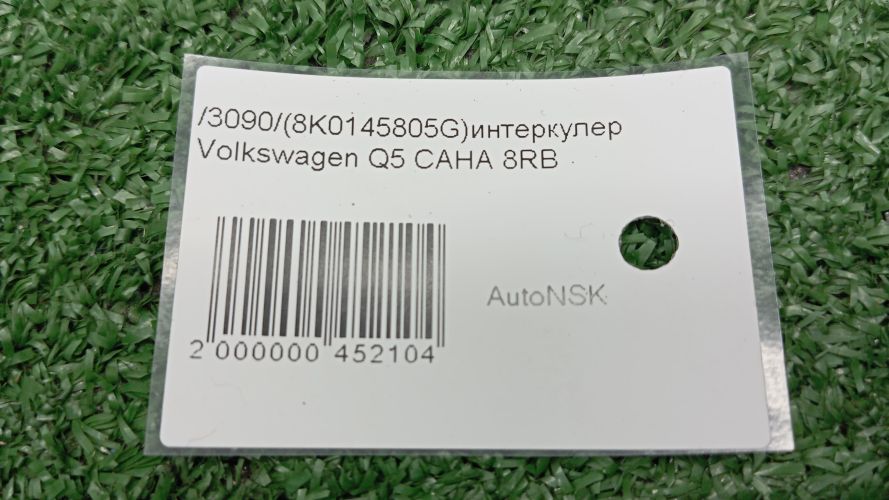 /3090/(8K0145805G)интеркулер
Volkswagen Q5 CAHA 8RB
AutoNSK
2 000000 452104